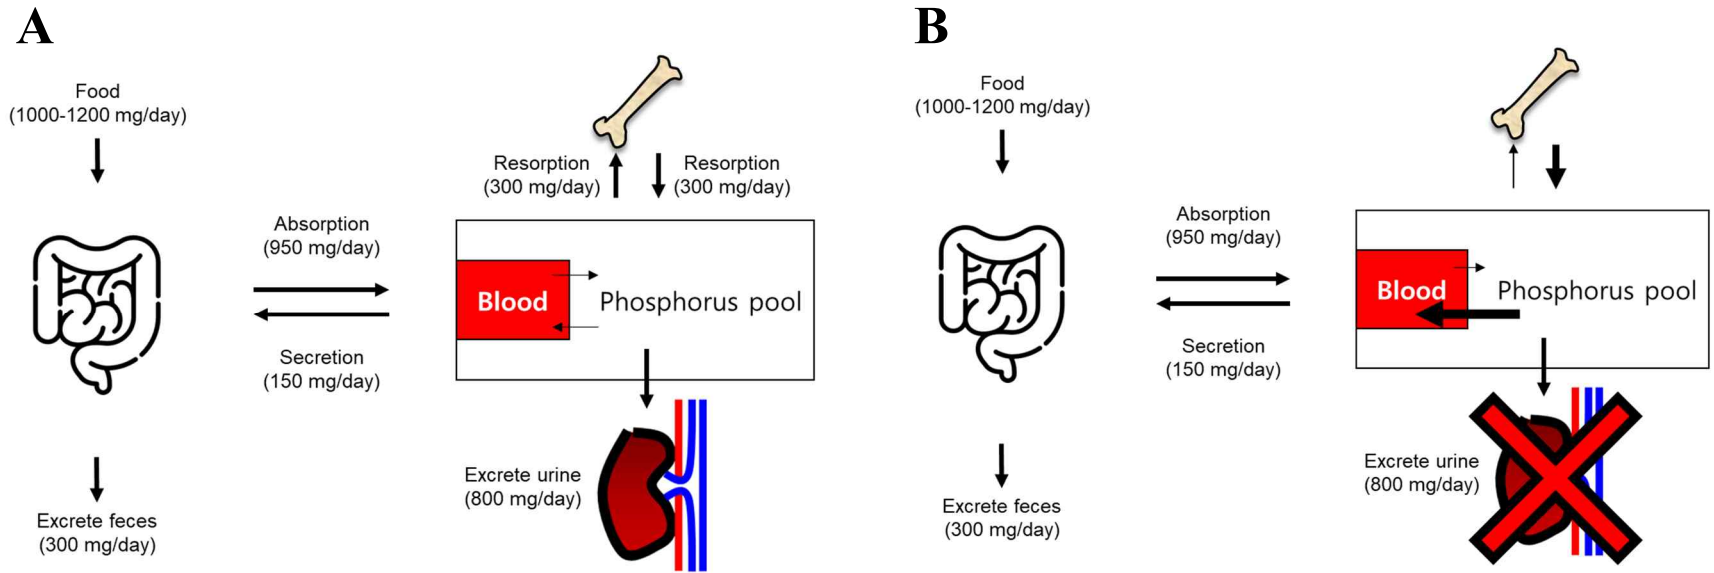 A
Food
(1000-1200 mg/day)
Resorption
(300 mg/day)
Resorption
(300 mg/day)
Absorption
(950 mg/day)
Blood
Phosphorus pool
Secretion
(150 mg/day)
Excrete urine
(800 mg/day)
Excrete feces
(300 mg/day)
B
Food
(1000-1200 mg/day)
Absorption
(950 mg/day)
Blood
Phosphorus pool
Secretion
(150 mg/day)
Excrete urine
(800 mg/day)
Excrete feces
(300 mg/day)